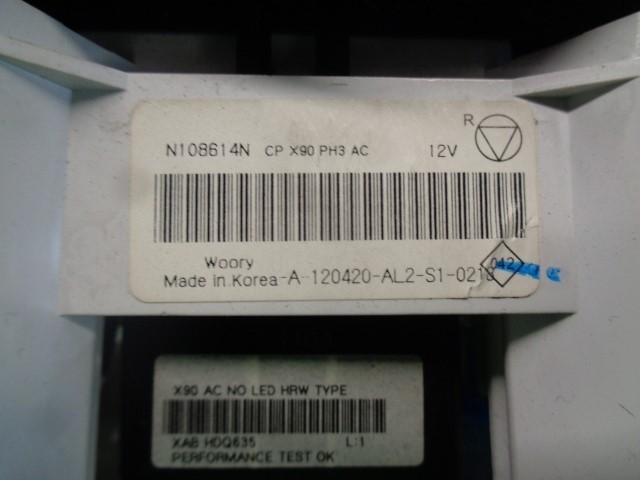 N108614N CP X90 PH3 AC 12V R
Woory
Made in Korea-A-120420-AL2-S1-0218
042
X90 AC NO LED HRW TYPE
XAB HDQ635 L:1
PERFORMANCE TEST OK